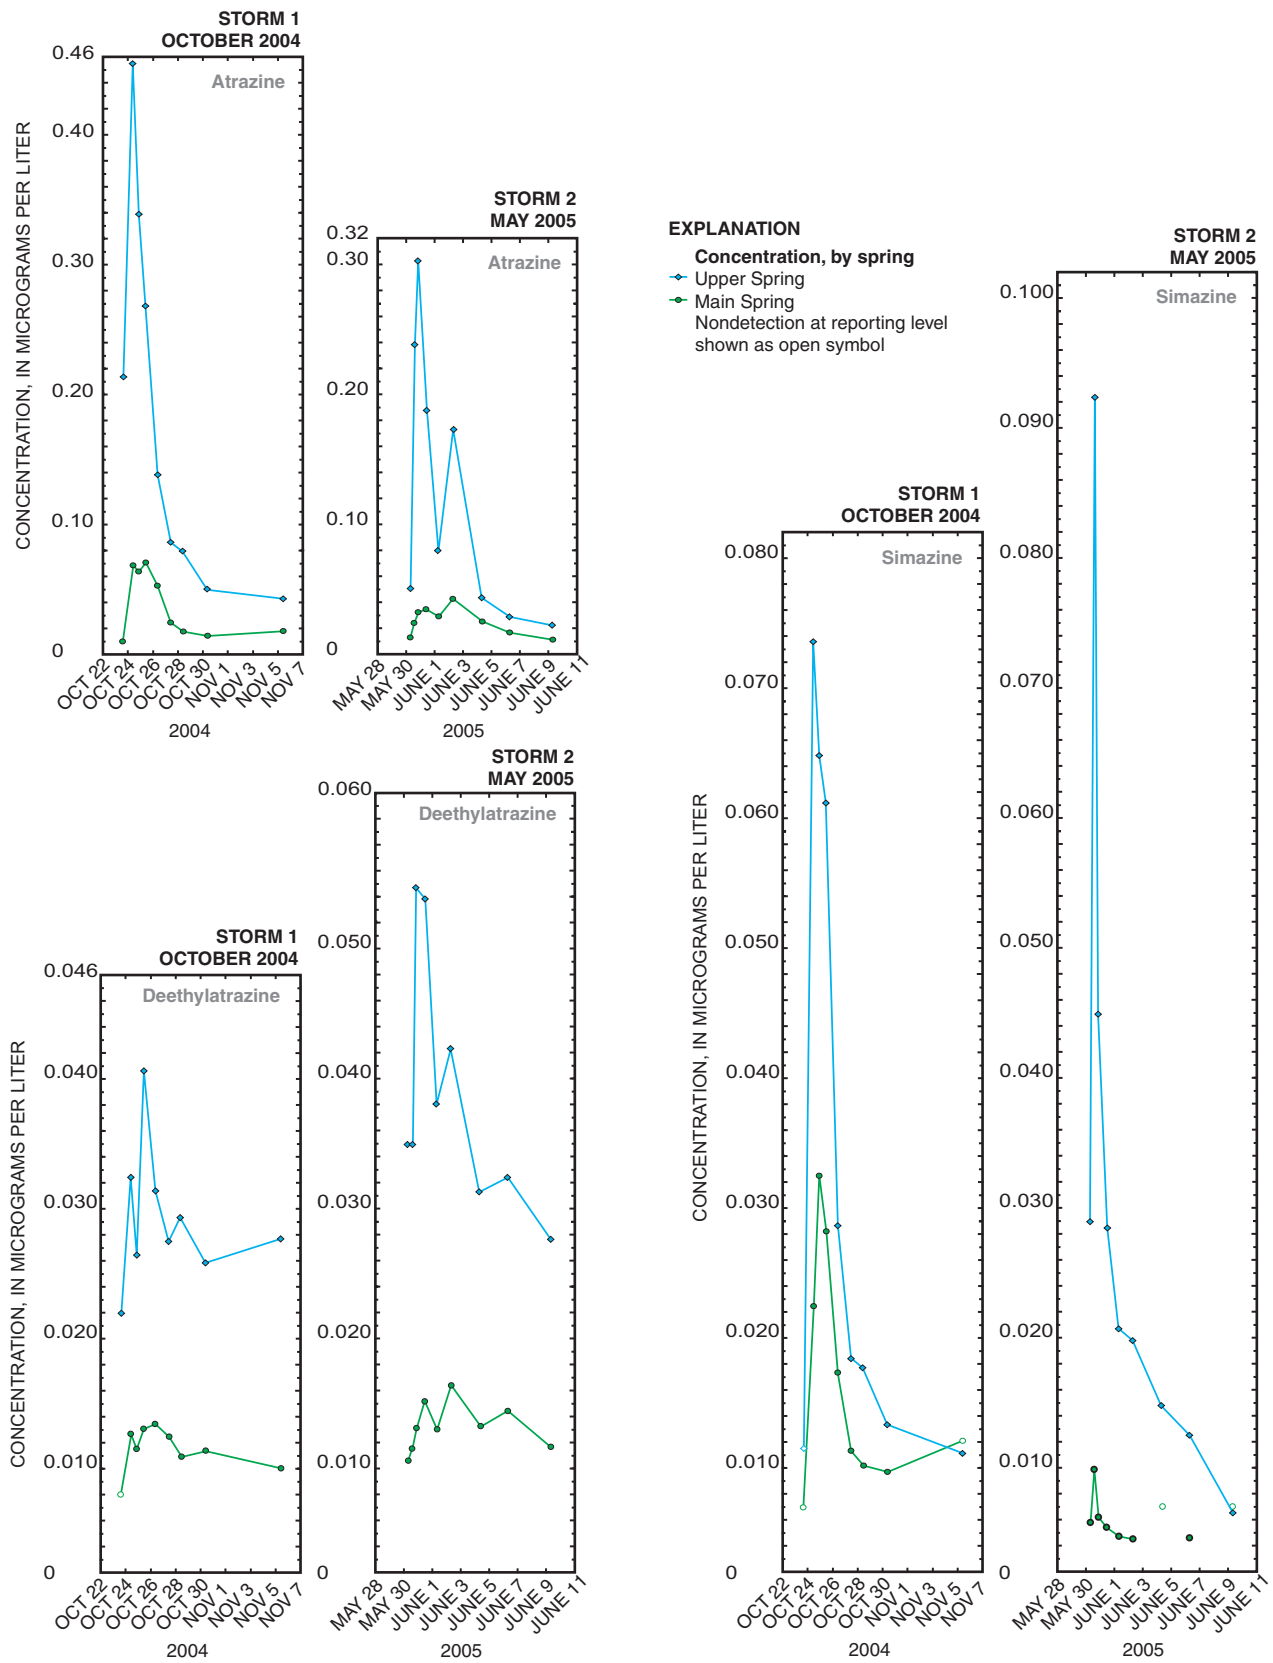 STORM 1
OCTOBER 2004
Atrazine
CONCENTRATION, IN MICROGRAMS PER LITER
0.46
0.40
0.30
0.20
0.10
0
OCT 22
OCT 24
OCT 26
OCT 28
OCT 30
NOV 1
NOV 3
NOV 5
NOV 7
2004
STORM 2
MAY 2005
Atrazine
0.32
0.30
0.20
0.10
0
MAY 28
MAY 30
JUNE 1
JUNE 3
JUNE 5
JUNE 7
JUNE 9
JUNE 11
2005
EXPLANATION
Concentration, by spring
Upper Spring
Main Spring
Nondetection at reporting level
shown as open symbol
STORM 1
OCTOBER 2004
Deethylatrazine
CONCENTRATION, IN MICROGRAMS PER LITER
0.046
0.040
0.030
0.020
0.010
0
OCT 22
OCT 24
OCT 26
OCT 28
OCT 30
NOV 1
NOV 3
NOV 5
NOV 7
2004
STORM 2
MAY 2005
Deethylatrazine
0.060
0.050
0.040
0.030
0.020
0.010
0
MAY 28
MAY 30
JUNE 1
JUNE 3
JUNE 5
JUNE 7
JUNE 9
JUNE 11
2005
STORM 1
OCTOBER 2004
Simazine
CONCENTRATION, IN MICROGRAMS PER LITER
0.080
0.070
0.060
0.050
0.040
0.030
0.020
0.010
0
OCT 22
OCT 24
OCT 26
OCT 28
OCT 30
NOV 1
NOV 3
NOV 5
NOV 7
2004
STORM 2
MAY 2005
Simazine
0.100
0.090
0.080
0.070
0.060
0.050
0.040
0.030
0.020
0.010
0
MAY 28
MAY 30
JUNE 1
JUNE 3
JUNE 5
JUNE 7
JUNE 9
JUNE 11
2005